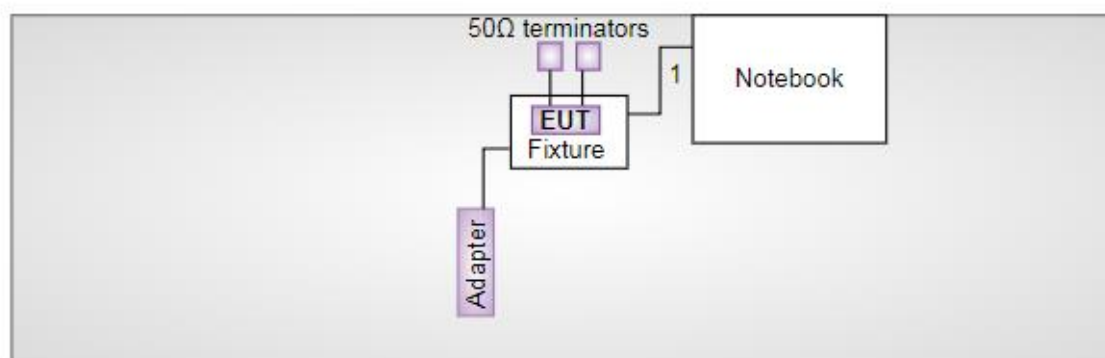 50Ω terminators
1
Notebook
EUT
Fixture
Adapter